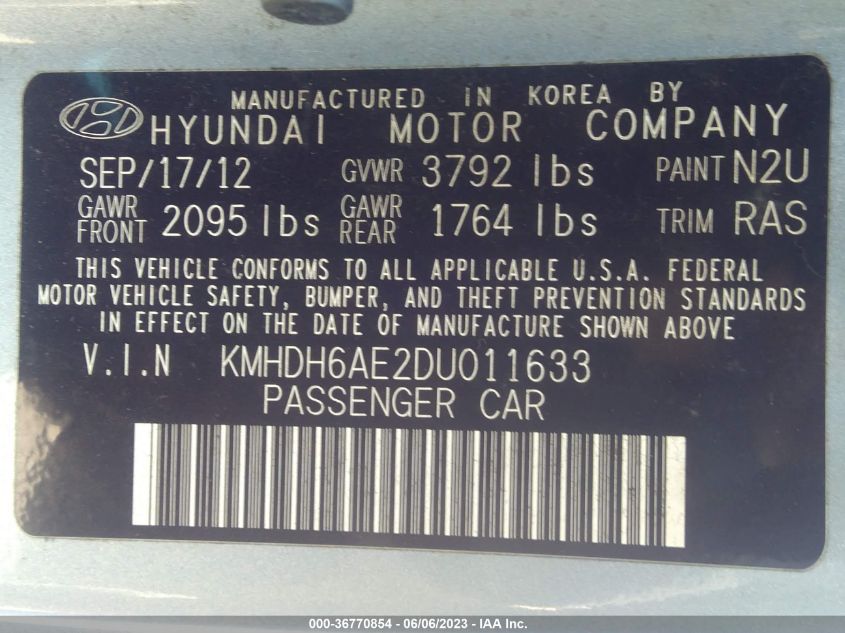 MANUFACTURED IN KOREA BY
HYUNDAI MOTOR COMPANY
SEP/17/12 GVWR 3792 lbs PAINT N2U
GAWR FRONT 2095 lbs GAWR REAR 1764 lbs TRIM RAS
THIS VEHICLE CONFORMS TO ALL APPLICABLE U.S.A. FEDERAL
MOTOR VEHICLE SAFETY, BUMPER, AND THEFT PREVENTION STANDARDS
IN EFFECT ON THE DATE OF MANUFACTURE SHOWN ABOVE
V.I.N KMHDH6AE2DU011633
PASSENGER CAR
000-36770854 - 06/06/2023 - IAA Inc.